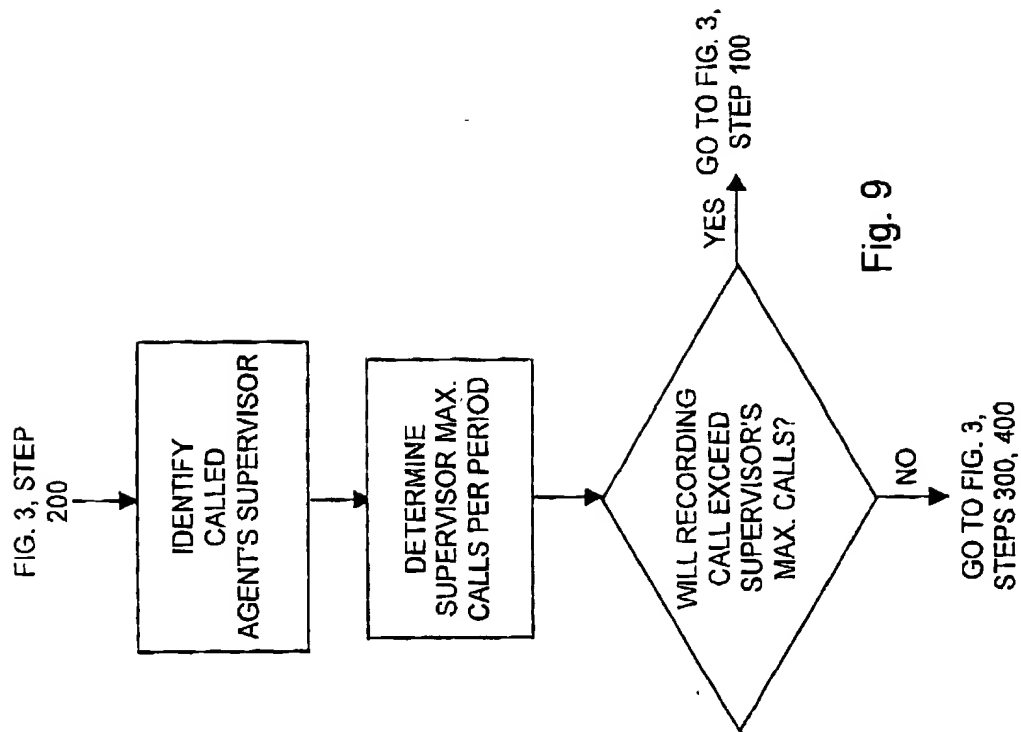 FIG. 3, STEP
200
IDENTIFY
CALLED
AGENT'S SUPERVISOR
DETERMINE
SUPERVISOR MAX.
CALLS PER PERIOD
WILL RECORDING
CALL EXCEED
SUPERVISOR'S
MAX. CALLS?
YES
GO TO FIG. 3,
STEP 100
NO
GO TO FIG. 3,
STEPS 300, 400
Fig. 9